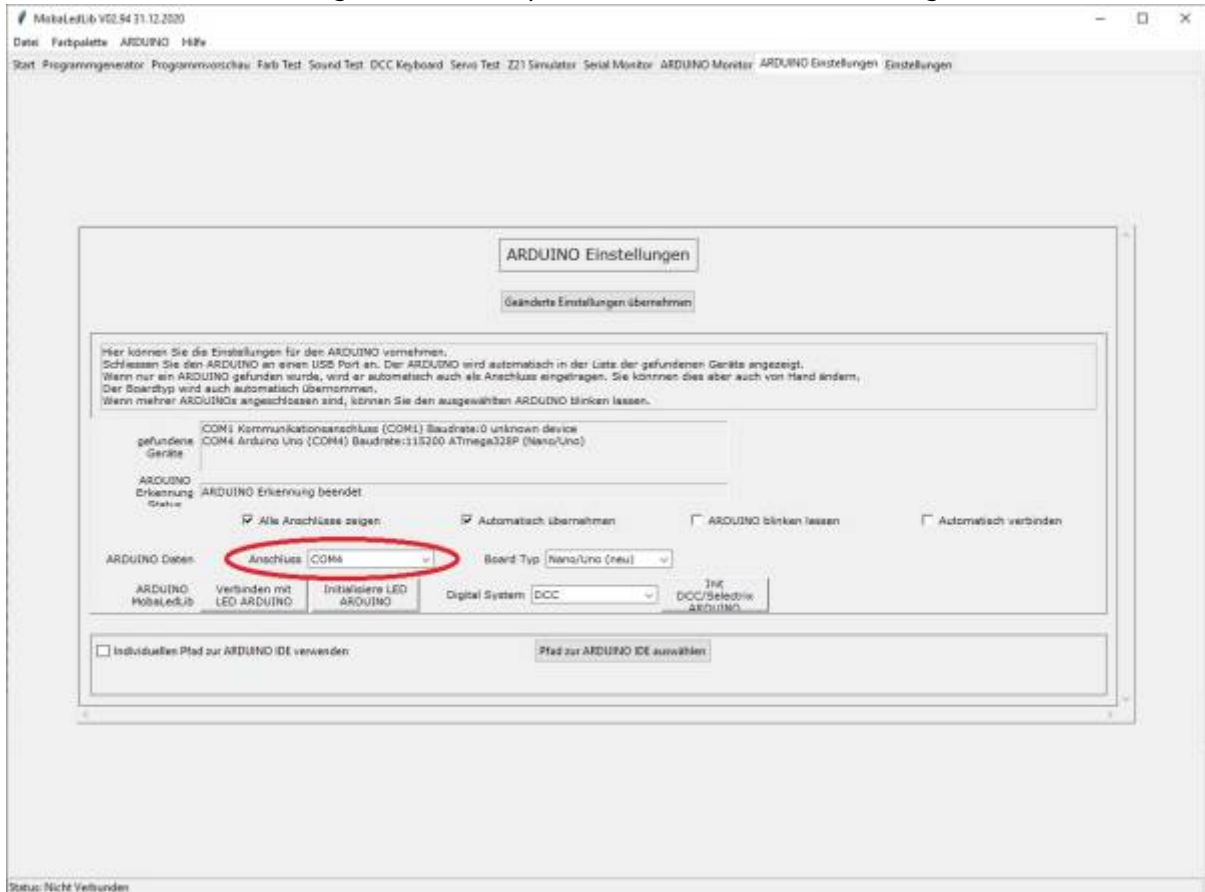 MobaLedLib V02.94 31.12.2020
Datei Farbpalette ARDUINO Hilfe
Start Programmgenerator Programmvorschau Farb Test Sound Test DCC Keyboard Servo Test Z21 Simulator Serial Monitor ARDUINO Monitor ARDUINO Einstellungen Einstellungen
ARDUINO Einstellungen
Geänderte Einstellungen übernehmen
Hier können Sie die Einstellungen für den ARDUINO vornehmen.
Schliessen Sie den ARDUINO an einen USB Port an. Der ARDUINO wird automatisch in der Liste der gefundenen Geräte angezeigt.
Wenn nur ein ARDUINO gefunden wurde, wird er automatisch auch als Anschluss eingetragen. Sie könnnen dies aber auch von Hand ändern.
Der Boardtyp wird auch automatisch übernommen.
Wenn mehrer ARDUINOs angeschlossen sind, können Sie den ausgewählten ARDUINO blinken lassen.
gefundene Geräte
COM1 Kommunikationsanschluss (COM1) Baudrate:0 unknown device
COM4 Arduino Uno (COM4) Baudrate:115200 ATmega328P (Nano/Uno)
ARDUINO Erkennung Status
ARDUINO Erkennung beendet
Alle Anschlüsse zeigen Automatisch übernehmen ARDUINO blinken lassen Automatisch verbinden
ARDUINO Daten Anschluss COM4 Board Typ Nano/Uno (neu)
ARDUINO MobaLedLib
Verbinden mit LED ARDUINO
Initialisiere LED ARDUINO
Digital System DCC
Init DCC/Selectrix ARDUINO
Individuellen Pfad zur ARDUINO IDE verwenden Pfad zur ARDUINO IDE auswählen
Status: Nicht Verbunden